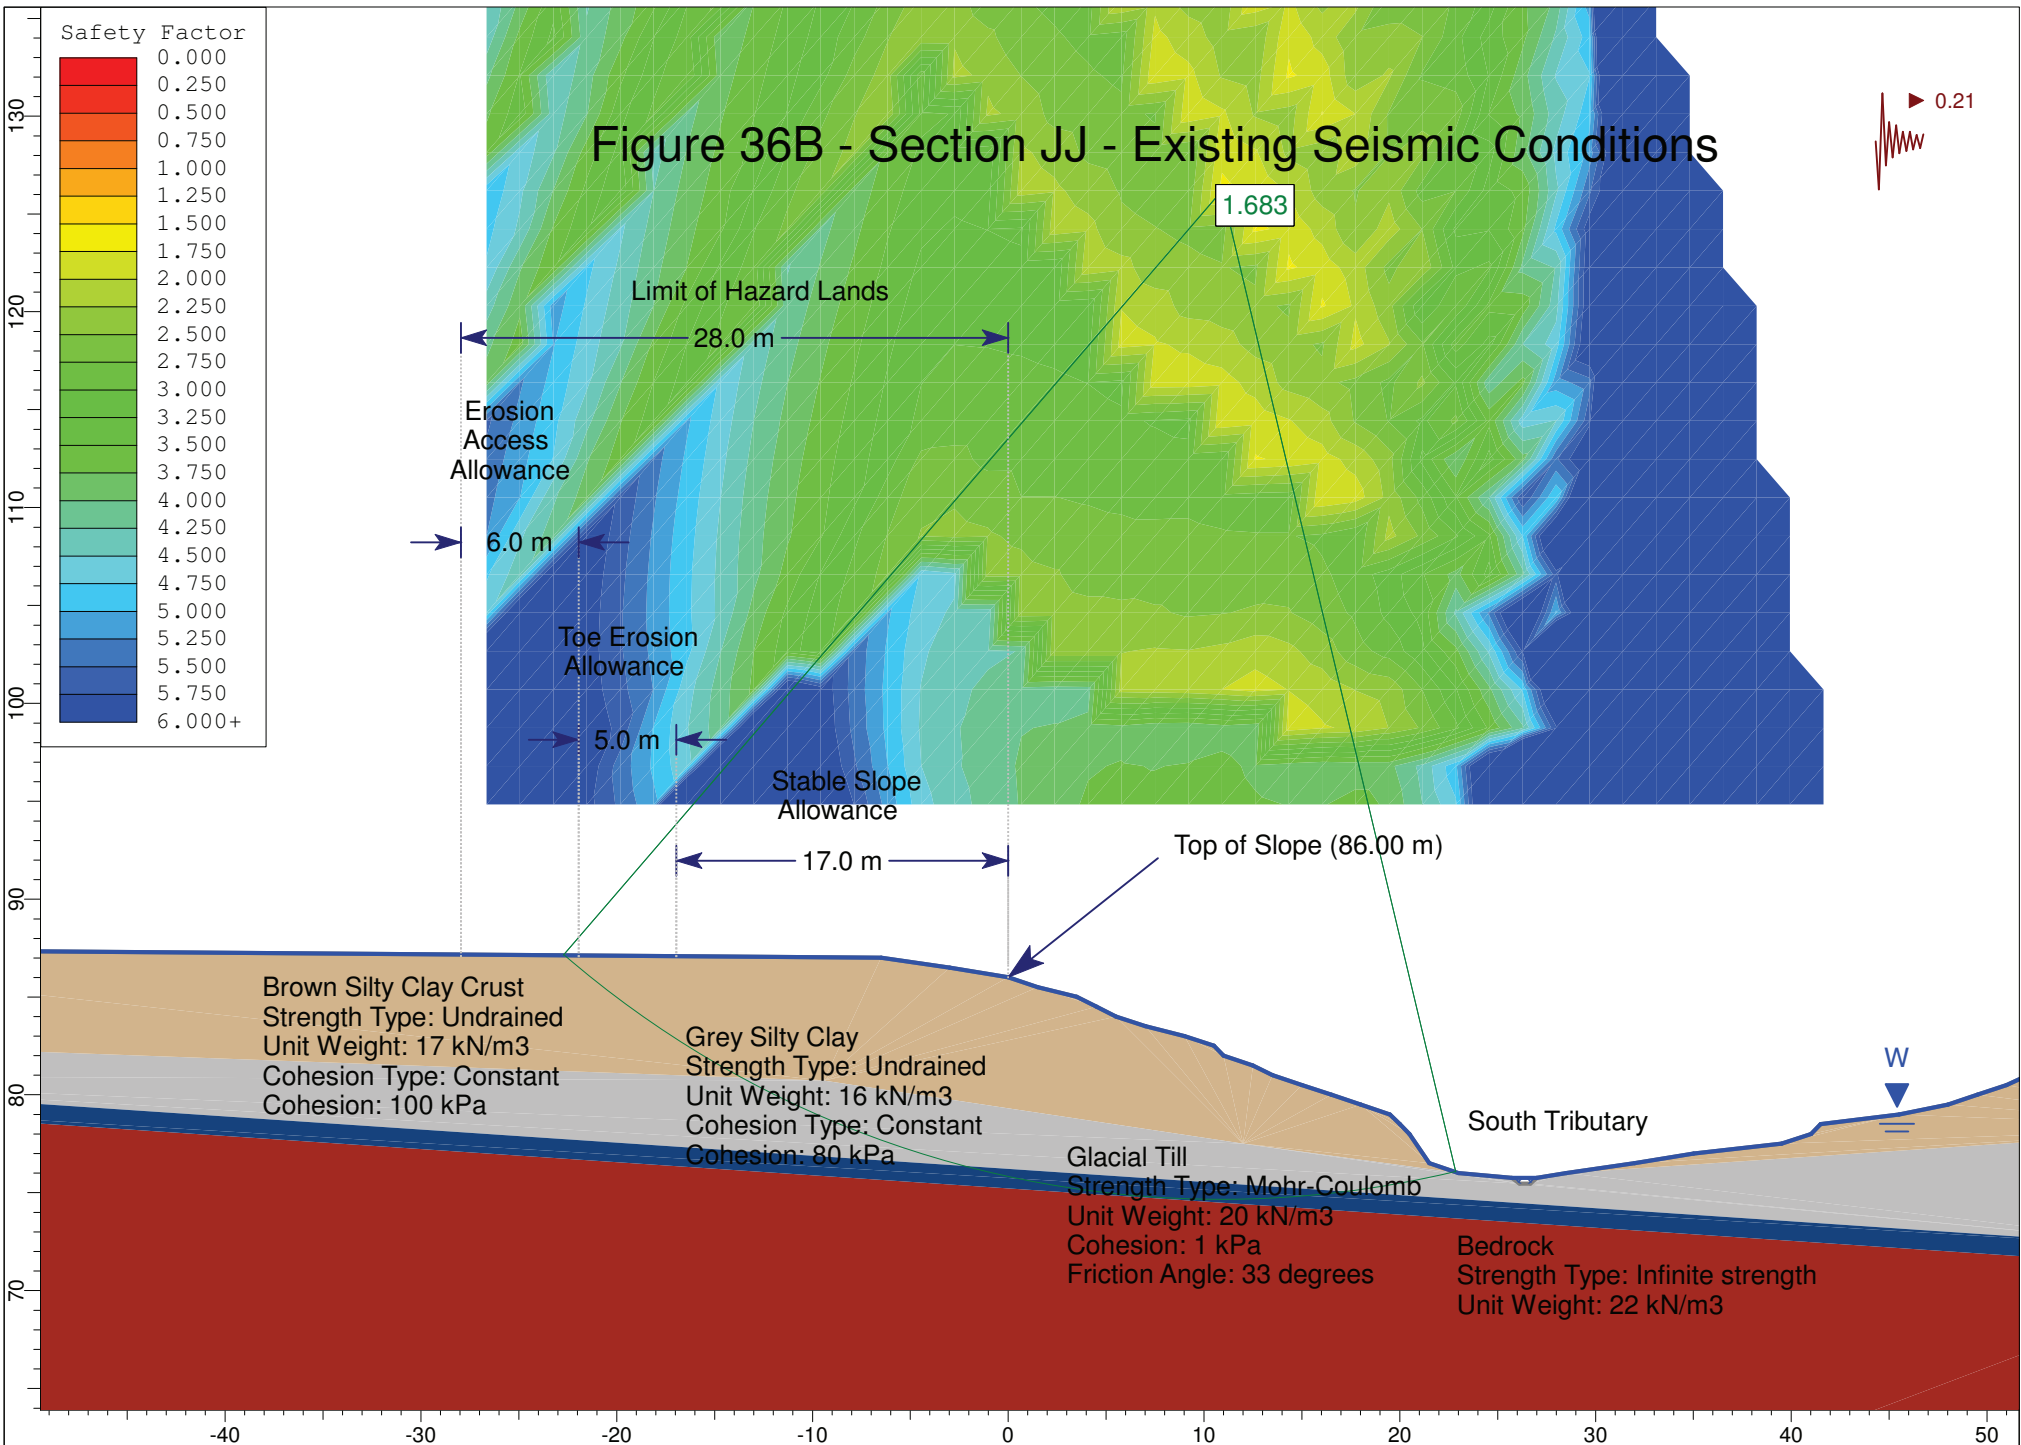 Safety Factor
0.000
0.250
0.500
0.750
1.000
1.250
1.500
1.750
2.000
2.250
2.500
2.750
3.000
3.250
3.500
3.750
4.000
4.250
4.500
4.750
5.000
5.250
5.500
5.750
6.000+
0.21
Figure 36B - Section JJ - Existing Seismic Conditions
1.683
Limit of Hazard Lands
28.0 m
Erosion
Access
Allowance
6.0 m
Toe Erosion
Allowance
5.0 m
Stable Slope
Allowance
17.0 m
Top of Slope (86.00 m)
Brown Silty Clay Crust
Strength Type: Undrained
Unit Weight: 17 kN/m3
Cohesion Type: Constant
Cohesion: 100 kPa
Grey Silty Clay
Strength Type: Undrained
Unit Weight: 16 kN/m3
Cohesion Type: Constant
Cohesion: 80 kPa
Glacial Till
Strength Type: Mohr-Coulomb
Unit Weight: 20 kN/m3
Cohesion: 1 kPa
Friction Angle: 33 degrees
South Tributary
W
Bedrock
Strength Type: Infinite strength
Unit Weight: 22 kN/m3
130
120
110
100
90
80
70
-40
-30
-20
-10
0
10
20
30
40
50